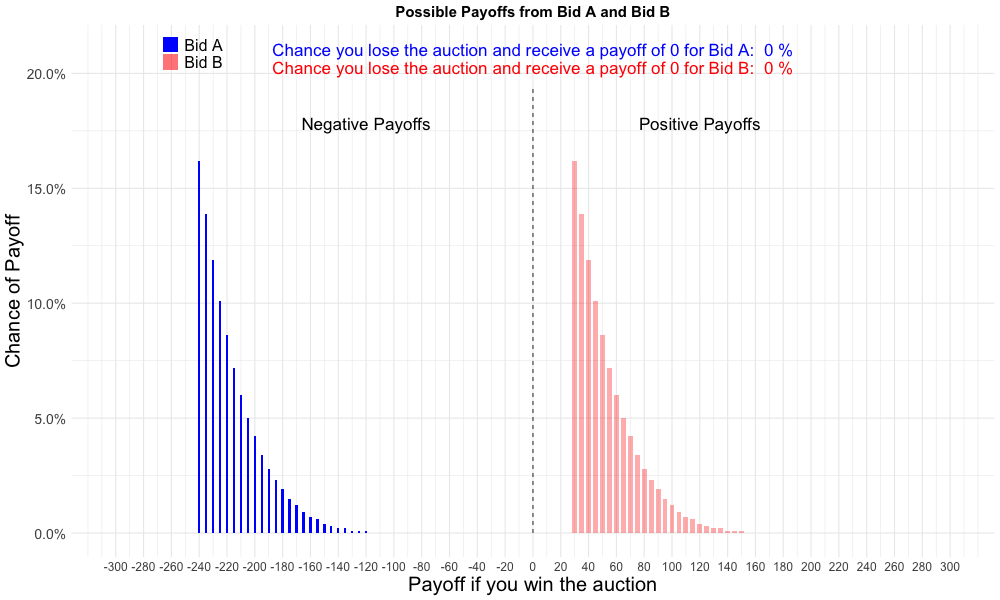 Possible Payoffs from Bid A and Bid B
Bid A
Bid B
Chance you lose the auction and receive a payoff of 0 for Bid A:  0 %
Chance you lose the auction and receive a payoff of 0 for Bid B:  0 %
Negative Payoffs
Positive Payoffs
Chance of Payoff
20.0%
15.0%
10.0%
5.0%
0.0%
-300 -280 -260 -240 -220 -200 -180 -160 -140 -120 -100 -80 -60 -40 -20 0 20 40 60 80 100 120 140 160 180 200 220 240 260 280 300
Payoff if you win the auction